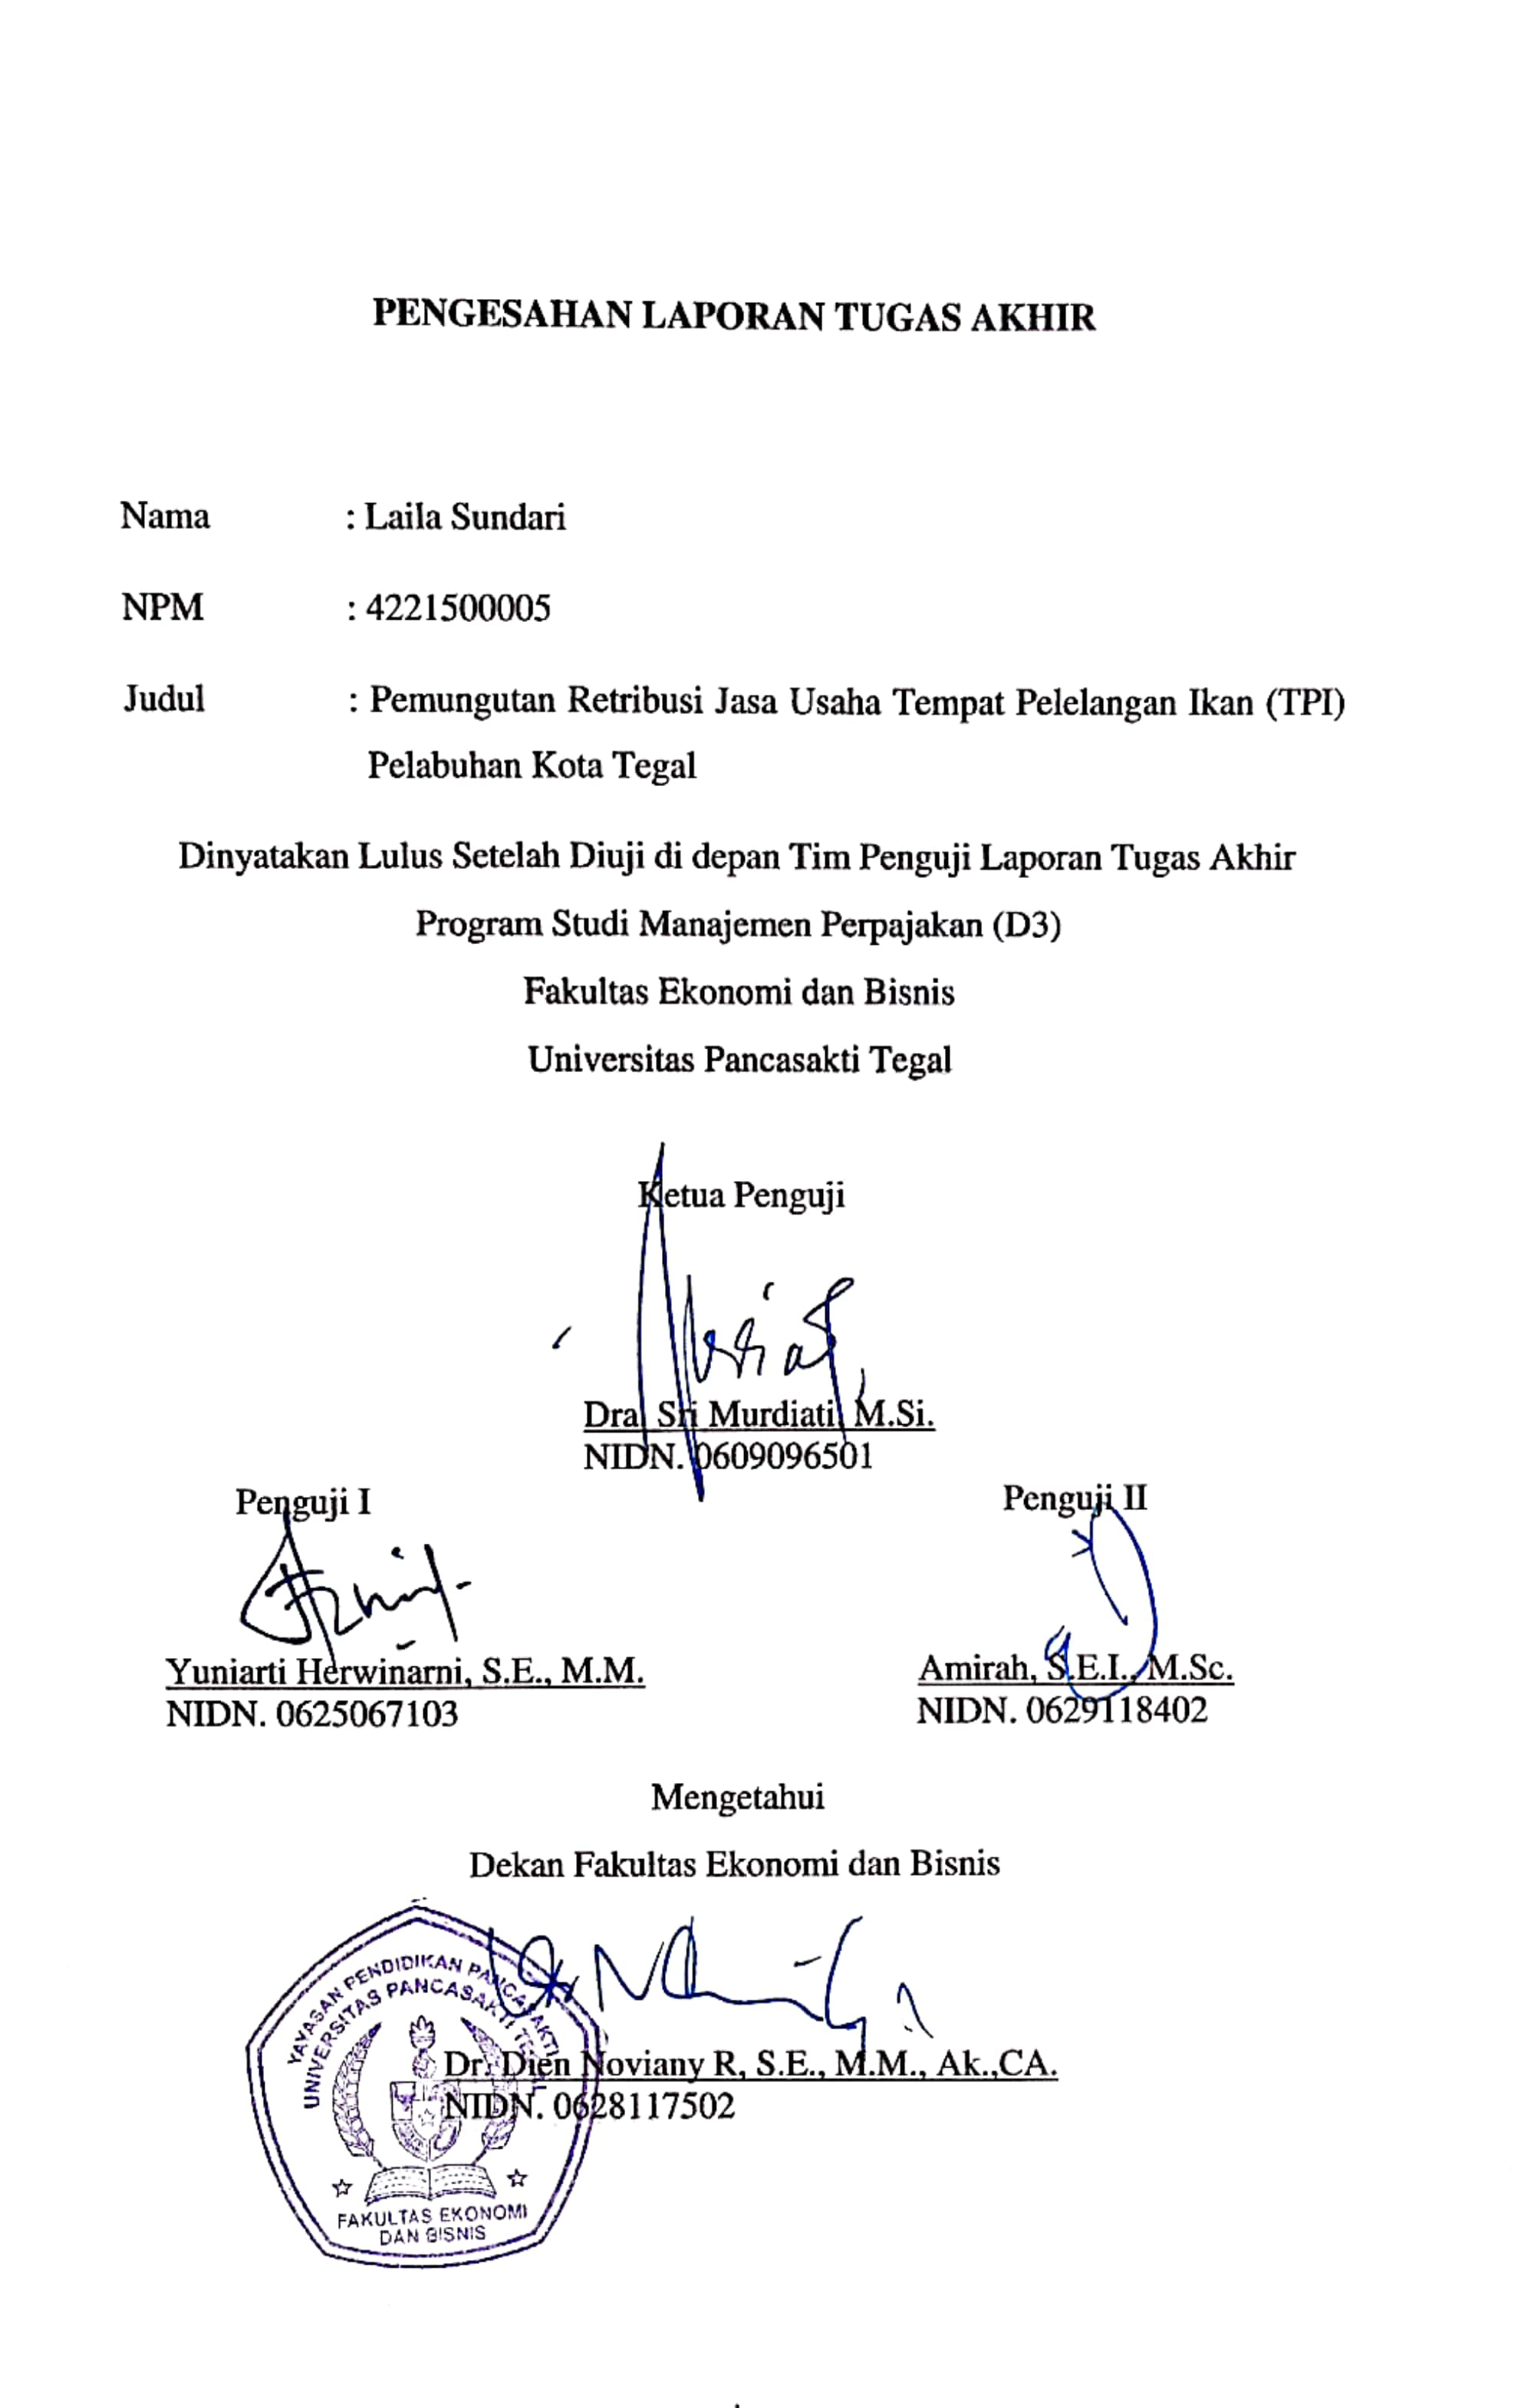 PENGESAHAN LAPORAN TUGAS AKHIR
Nama : Laila Sundari
NPM : 4221500005
Judul : Pemungutan Retribusi Jasa Usaha Tempat Pelelangan Ikan (TPI)
Pelabuhan Kota Tegal
Dinyatakan Lulus Setelah Diuji di depan Tim Penguji Laporan Tugas Akhir
Program Studi Manajemen Perpajakan (D3)
Fakultas Ekonomi dan Bisnis
Universitas Pancasakti Tegal
Ketua Penguji
Dra. Sri Murdiati, M.Si.
NIDN. 0609096501
Penguji I
Yuniarti Herwinarni, S.E., M.M.
NIDN. 0625067103
Penguji II
Amirah, S.E.I., M.Sc.
NIDN. 0629118402
Mengetahui
Dekan Fakultas Ekonomi dan Bisnis
Dr. Dien Noviany R, S.E., M.M., Ak.,CA.
NIDN. 0628117502
YAYASAN PENDIDIKAN PANCASAKTI
UNIVERSITAS PANCASAKTI
FAKULTAS EKONOMI
DAN BISNIS